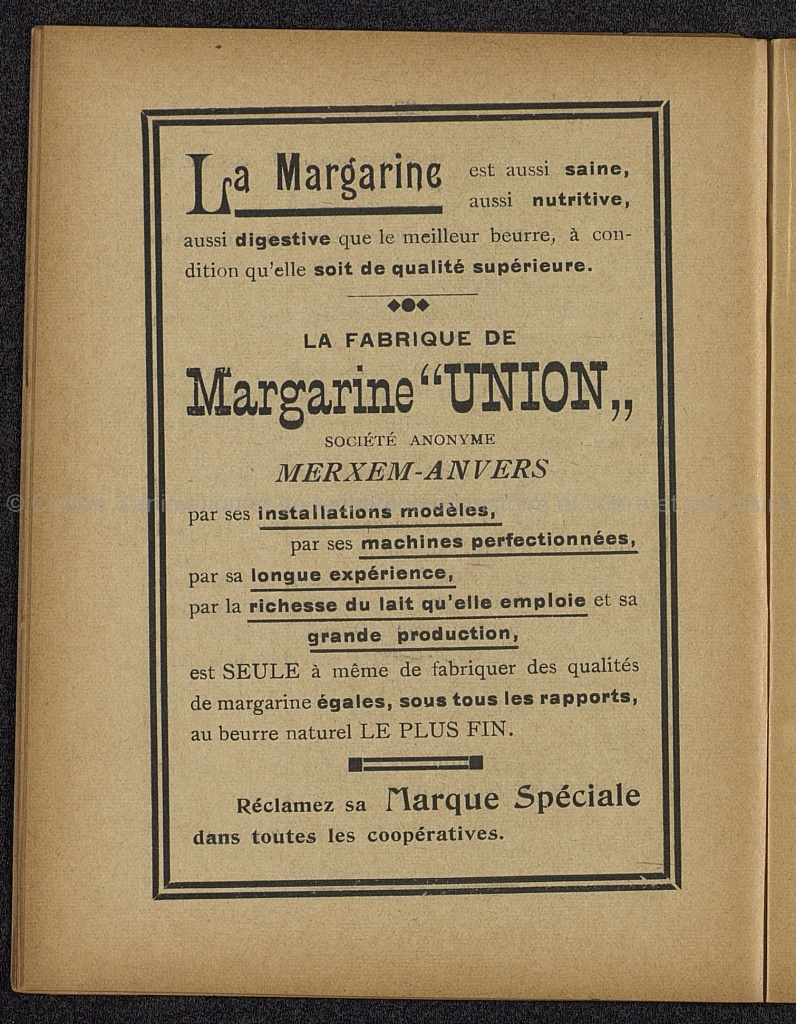 La Margarine est aussi saine,
aussi nutritive,
aussi digestive que le meilleur beurre, à con-
dition qu'elle soit de qualité supérieure.
LA FABRIQUE DE
Margarine “UNION„
SOCIÉTÉ ANONYME
MERXEM-ANVERS
par ses installations modèles,
par ses machines perfectionnées,
par sa longue expérience,
par la richesse du lait qu'elle emploie et sa
grande production,
est SEULE à même de fabriquer des qualités
de margarine égales, sous tous les rapports,
au beurre naturel LE PLUS FIN.
Réclamez sa Marque Spéciale
dans toutes les coopératives.